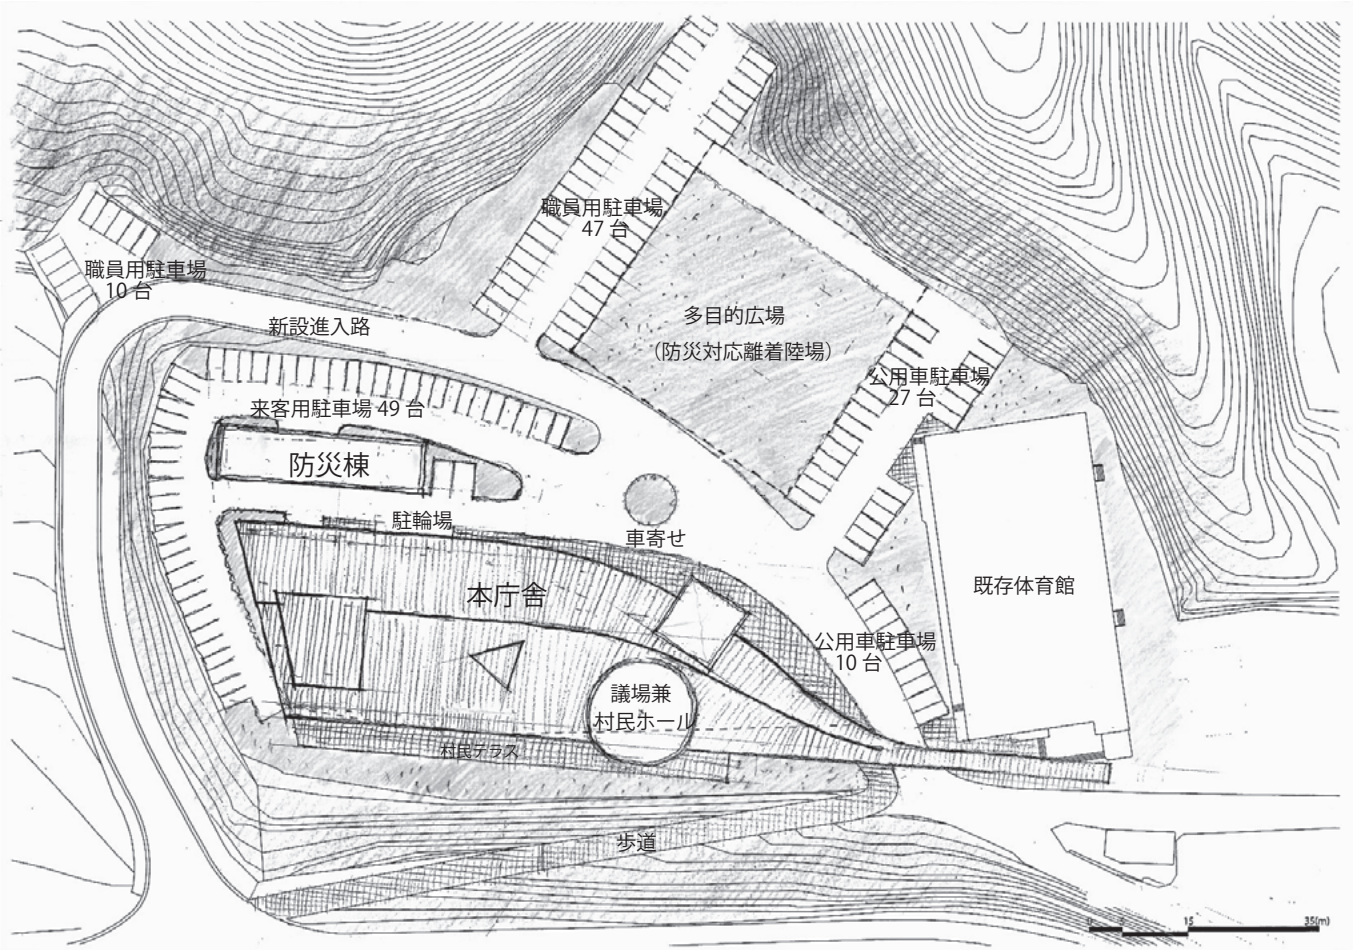 職員用駐車場
47 台
職員用駐車場
10 台
新設進入路
多目的広場
（防災対応離着陸場）
公用車駐車場
27 台
来客用駐車場 49 台
防災棟
駐輪場
車寄せ
本庁舎
既存体育館
公用車駐車場
10 台
議場兼
村民ホール
村民テラス
歩道
0 5 15 35(m)